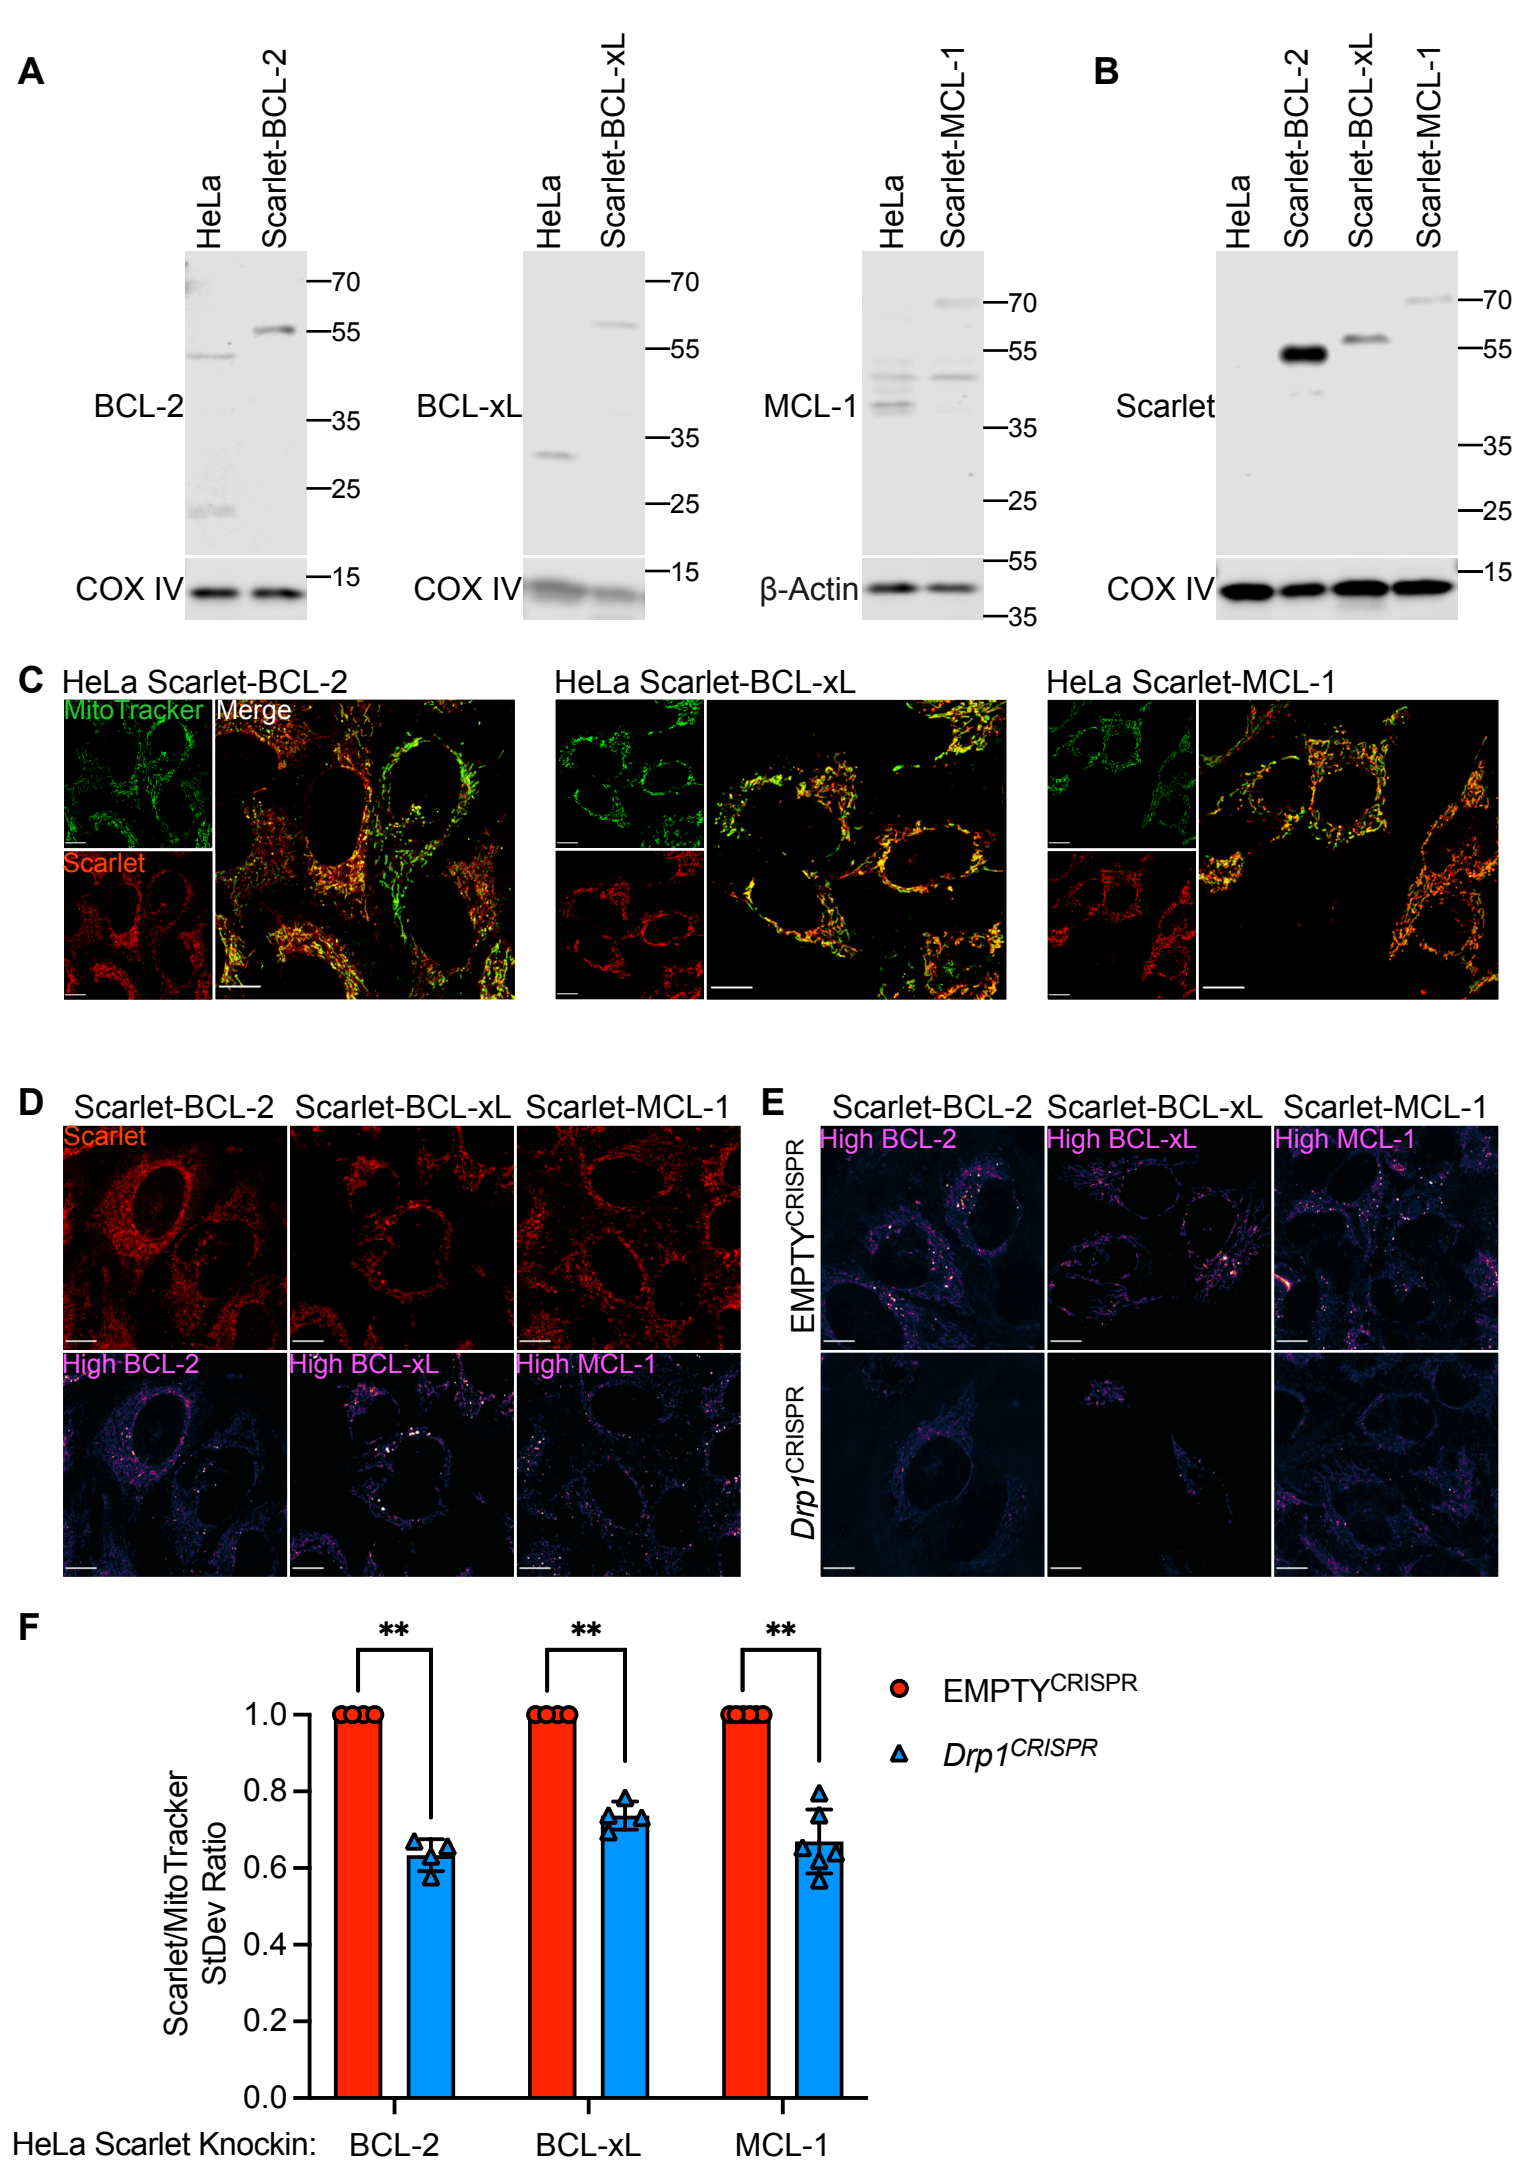 A
HeLa
Scarlet-BCL-2
BCL-2
70
55
35
25
COX IV
15
HeLa
Scarlet-BCL-xL
BCL-xL
70
55
35
25
COX IV
15
HeLa
Scarlet-MCL-1
MCL-1
70
55
35
25
β-Actin
55
35
B
HeLa
Scarlet-BCL-2
Scarlet-BCL-xL
Scarlet-MCL-1
Scarlet
70
55
35
25
COX IV
15
C
HeLa Scarlet-BCL-2
MitoTracker
Merge
Scarlet
HeLa Scarlet-BCL-xL
HeLa Scarlet-MCL-1
D
Scarlet-BCL-2 Scarlet-BCL-xL Scarlet-MCL-1
Scarlet
High BCL-2 High BCL-xL High MCL-1
E
Scarlet-BCL-2 Scarlet-BCL-xL Scarlet-MCL-1
High BCL-2 High BCL-xL High MCL-1
EMPTYCRISPR
Drp1CRISPR
F
** ** **
EMPTYCRISPR
Drp1CRISPR
Scarlet/MitoTracker
StDev Ratio
1.0
0.8
0.6
0.4
0.2
0.0
HeLa Scarlet Knockin: BCL-2 BCL-xL MCL-1